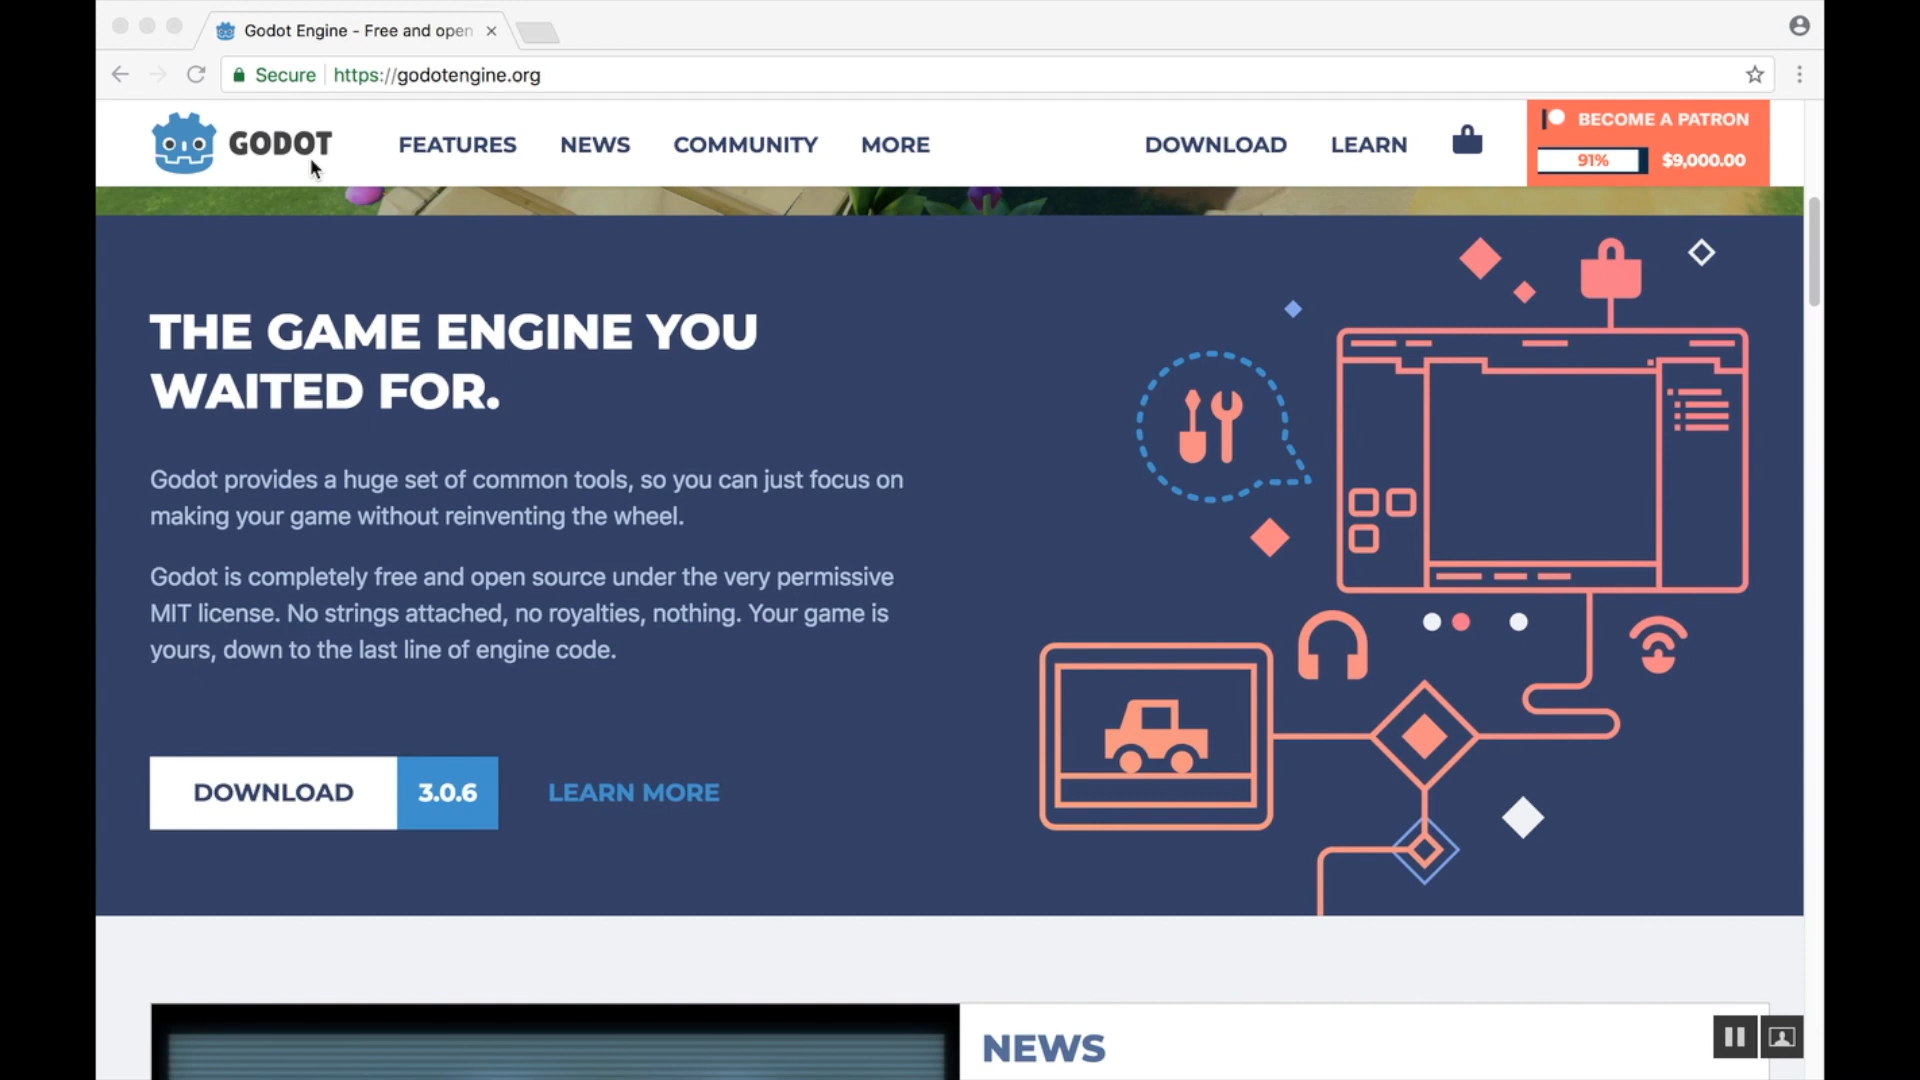 Godot Engine - Free and open
Secure
https://godotengine.org
GODOT
FEATURES
NEWS
COMMUNITY
MORE
DOWNLOAD
LEARN
BECOME A PATRON
91%
$9,000.00
THE GAME ENGINE YOU
WAITED FOR.
Godot provides a huge set of common tools, so you can just focus on
making your game without reinventing the wheel.
Godot is completely free and open source under the very permissive
MIT license. No strings attached, no royalties, nothing. Your game is
yours, down to the last line of engine code.
DOWNLOAD
3.0.6
LEARN MORE
NEWS